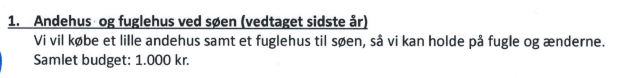 1. Andehus og fuglehus ved søen (vedtaget sidste år)
Vi vil købe et lille andehus samt et fuglehus til søen, så vi kan holde på fugle og ænderne.
Samlet budget: 1.000 kr.